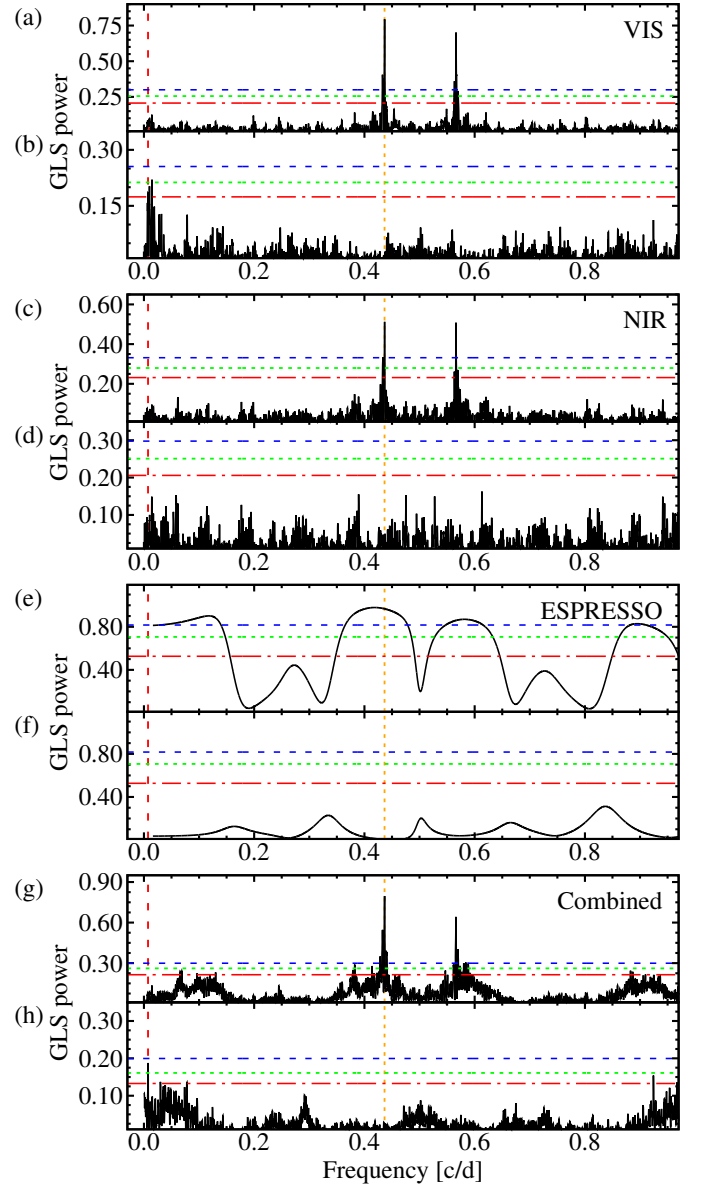 (a)
VIS
0.75
0.50
0.25
GLS power
(b)
0.30
0.15
0.0 0.2 0.4 0.6 0.8
(c)
NIR
0.60
0.40
0.20
GLS power
(d)
0.30
0.20
0.10
0.0 0.2 0.4 0.6 0.8
(e)
ESPRESSO
0.80
0.40
GLS power
(f)
0.80
0.40
0.0 0.2 0.4 0.6 0.8
(g)
Combined
0.90
0.60
0.30
GLS power
(h)
0.30
0.20
0.10
0.0 0.2 0.4 0.6 0.8
Frequency [c/d]